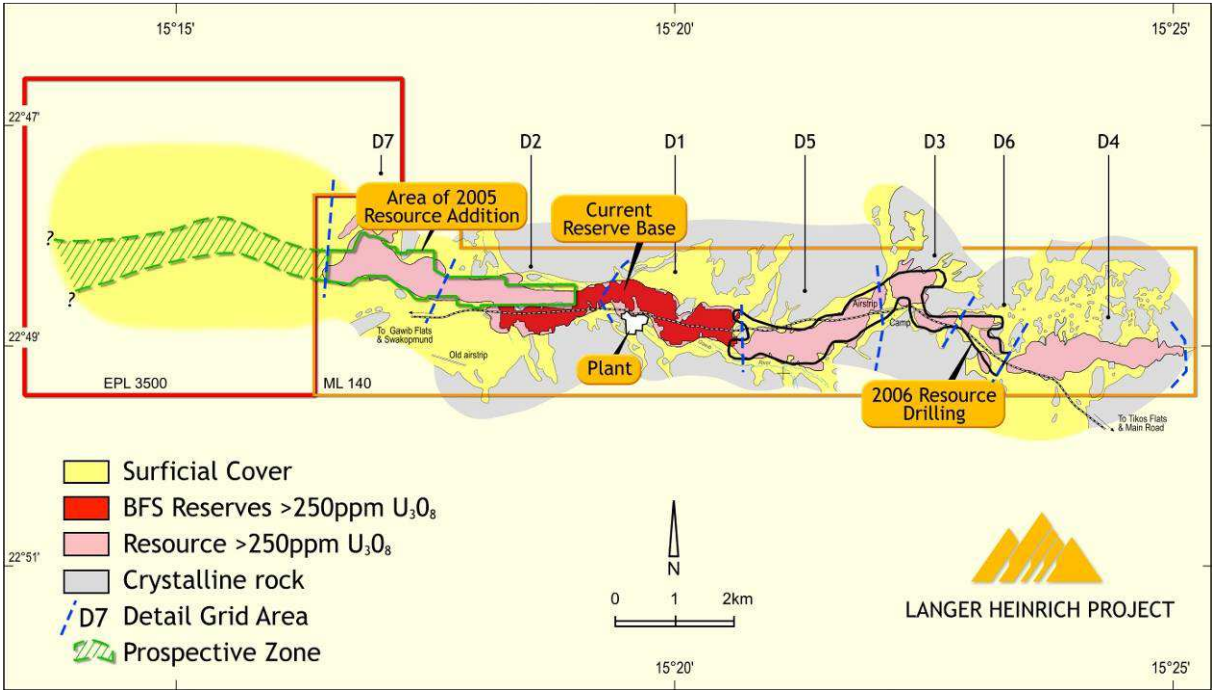 15°15'
15°20'
15°25'
22°47'
D7
D2
D1
D5
D3
D6
D4
Area of 2005
Resource Addition
Current
Reserve Base
?
?
Airstrip
Camp
To Gawib Flats
& Swakopmund
22°49'
Old airstrip
Plant
River
EPL 3500
ML 140
2006 Resource
Drilling
To Tikos Flats
& Main Road
Surficial Cover
BFS Reserves >250ppm U₃0₈
Resource >250ppm U₃0₈
22°51'
Crystalline rock
D7 Detail Grid Area
Prospective Zone
N
0 1 2km
LANGER HEINRICH PROJECT
15°20'
15°25'